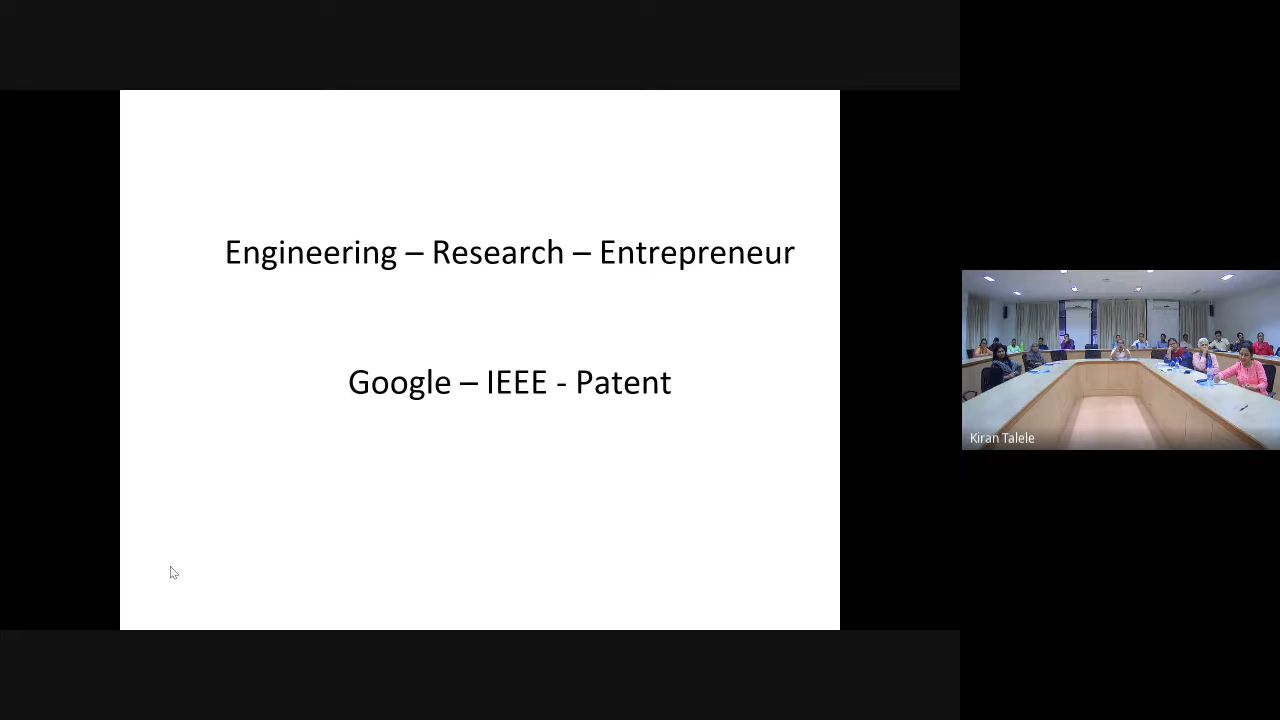 Engineering – Research – Entrepreneur
Google – IEEE - Patent
Kiran Talele